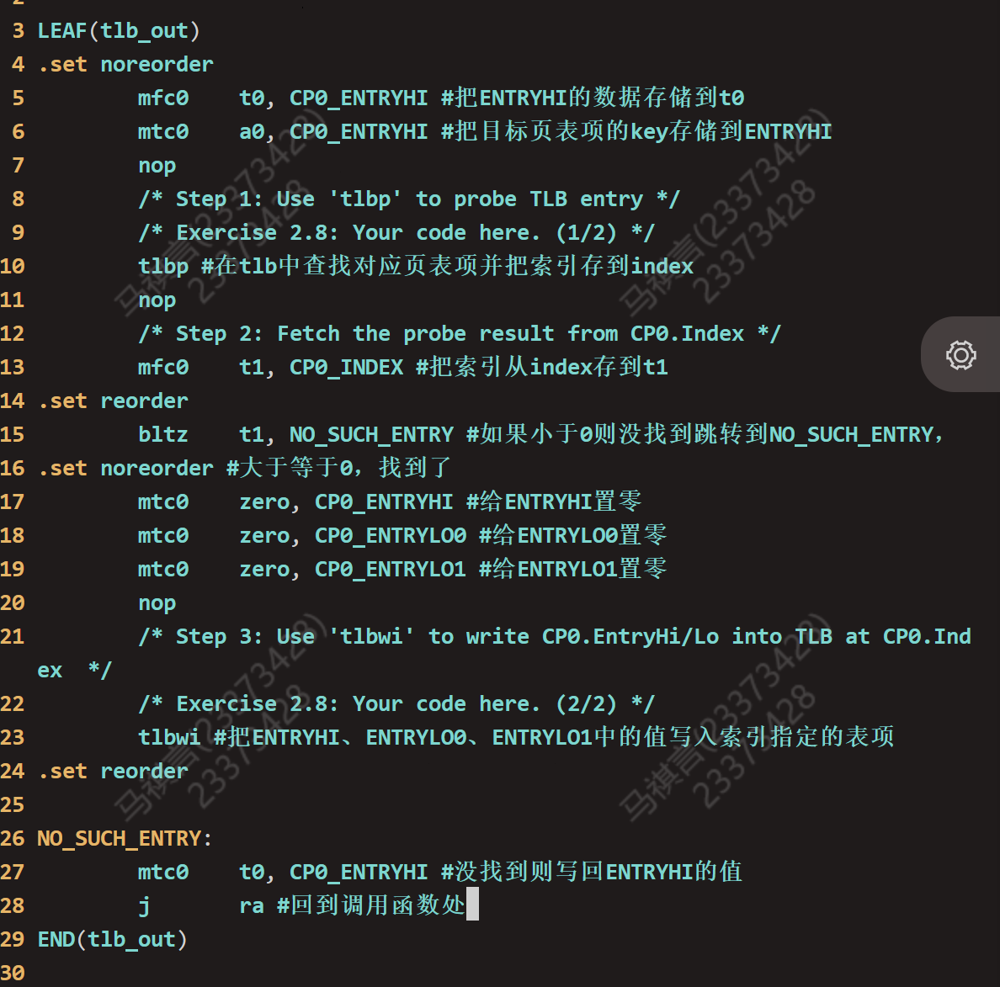 2
3 LEAF(tlb_out)
4 .set noreorder
5 mfc0 t0, CP0_ENTRYHI #把ENTRYHI的数据存储到t0
6 mtc0 a0, CP0_ENTRYHI #把目标页表项的key存储到ENTRYHI
7 nop
8 /* Step 1: Use 'tlbp' to probe TLB entry */
9 /* Exercise 2.8: Your code here. (1/2) */
10 tlbp #在tlb中查找对应页表项并把索引存到index
11 nop
12 /* Step 2: Fetch the probe result from CP0.Index */
13 mfc0 t1, CP0_INDEX #把索引从index存到t1
14 .set reorder
15 bltz t1, NO_SUCH_ENTRY #如果小于0则没找到跳转到NO_SUCH_ENTRY，
16 .set noreorder #大于等于0，找到了
17 mtc0 zero, CP0_ENTRYHI #给ENTRYHI置零
18 mtc0 zero, CP0_ENTRYLO0 #给ENTRYLO0置零
19 mtc0 zero, CP0_ENTRYLO1 #给ENTRYLO1置零
20 nop
21 /* Step 3: Use 'tlbwi' to write CP0.EntryHi/Lo into TLB at CP0.Ind
ex */
22 /* Exercise 2.8: Your code here. (2/2) */
23 tlbwi #把ENTRYHI、ENTRYLO0、ENTRYLO1中的值写入索引指定的表项
24 .set reorder
25
26 NO_SUCH_ENTRY:
27 mtc0 t0, CP0_ENTRYHI #没找到则写回ENTRYHI的值
28 j ra #回到调用函数处
29 END(tlb_out)
30
马祺言(23373428)
23373428
马祺言(23373428)
23373428
马祺言(23373428)
23373428
马祺言(23373428)
23373428